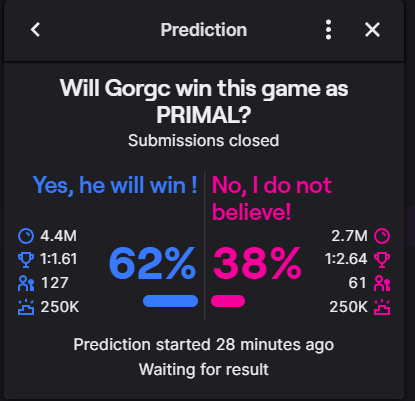 Prediction
Will Gorgc win this game as
PRIMAL?
Submissions closed
Yes, he will win !
No, I do not
believe!
4.4M
1:1.61
127
250K
62%
38%
2.7M
1:2.64
61
250K
Prediction started 28 minutes ago
Waiting for result